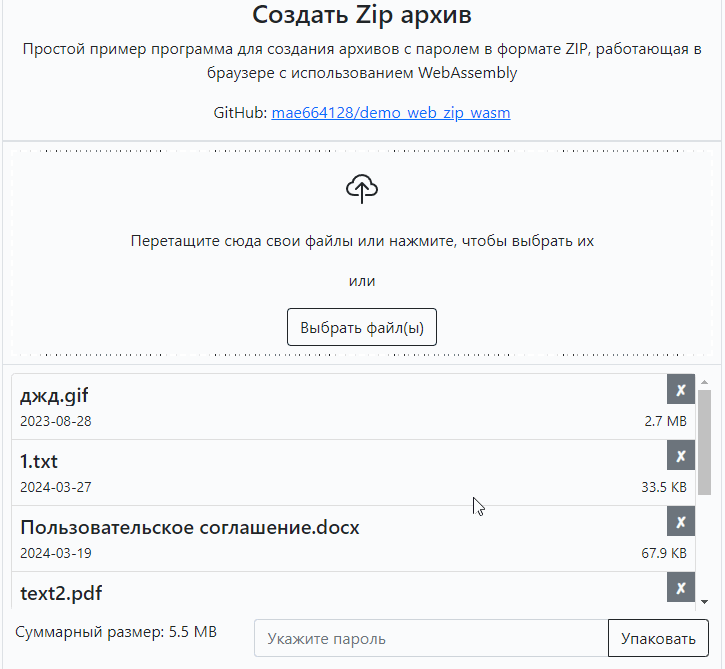 Создать Zip архив
Простой пример программа для создания архивов с паролем в формате ZIP, работающая в
браузере с использованием WebAssembly
GitHub: mae664128/demo_web_zip_wasm
Перетащите сюда свои файлы или нажмите, чтобы выбрать их
или
Выбрать файл(ы)
джд.gif
2023-08-28 2.7 MB
1.txt
2024-03-27 33.5 KB
Пользовательское соглашение.docx
2024-03-19 67.9 KB
text2.pdf
Суммарный размер: 5.5 MB
Укажите пароль Упаковать